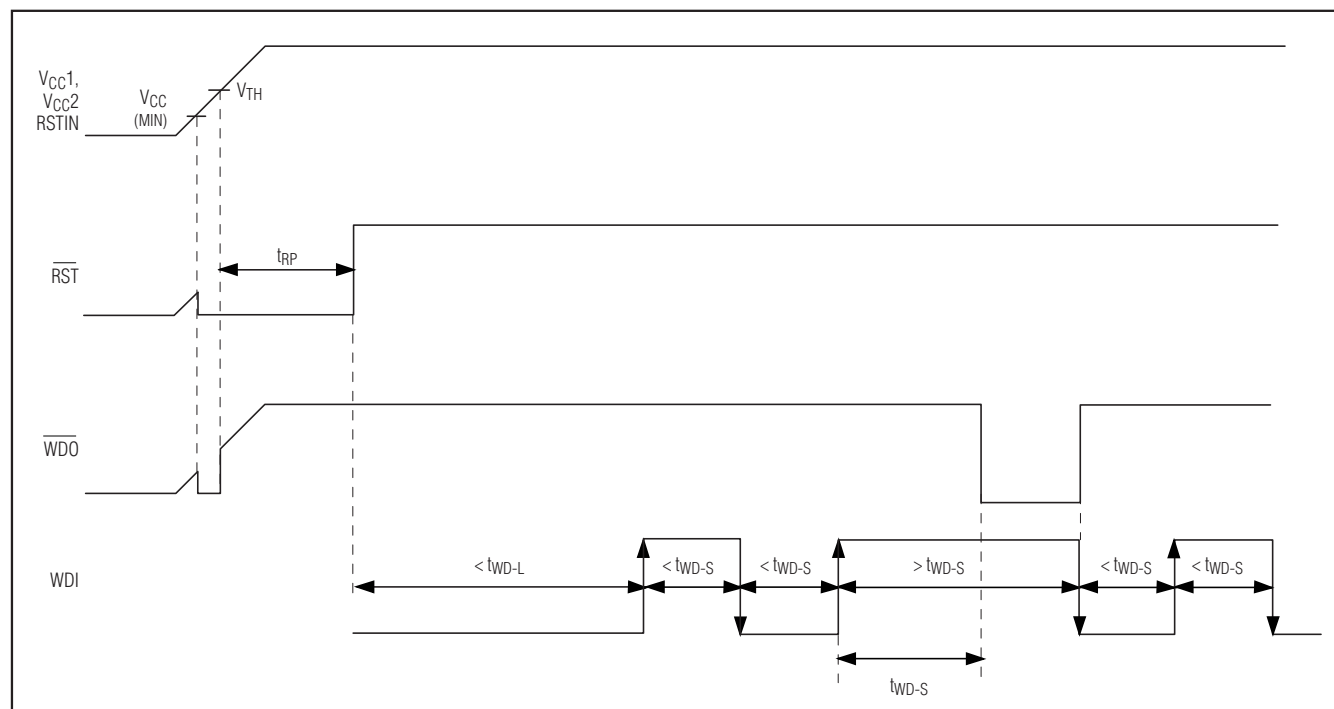 VCC1,
VCC2
RSTIN
VCC
(MIN)
VTH
RST
tRP
WDO
WDI
< tWD-L
< tWD-S
< tWD-S
> tWD-S
< tWD-S
< tWD-S
tWD-S